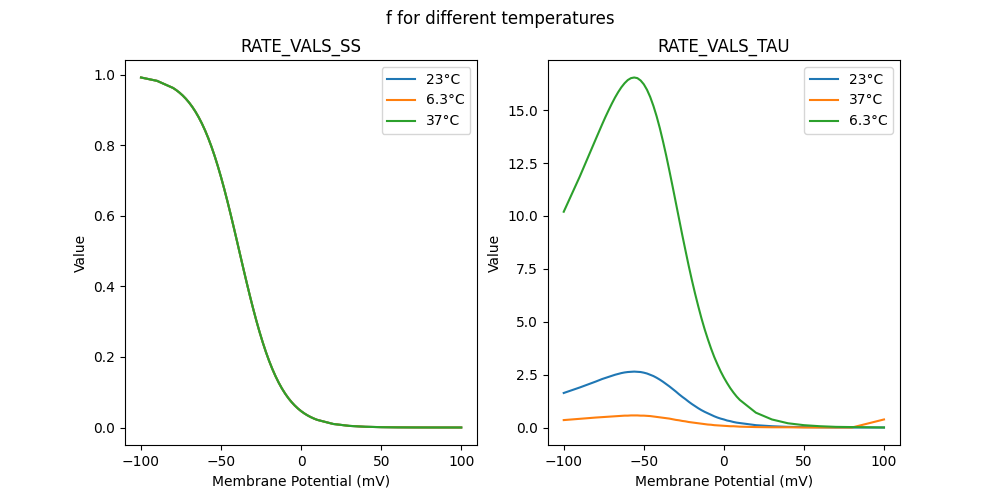 f for different temperatures
RATE_VALS_SS
1.0
0.8
0.6
0.4
0.2
0.0
Value
−100
−50
0
50
100
Membrane Potential (mV)
23°C
6.3°C
37°C
RATE_VALS_TAU
15.0
12.5
10.0
7.5
5.0
2.5
0.0
Value
−100
−50
0
50
100
Membrane Potential (mV)
23°C
37°C
6.3°C